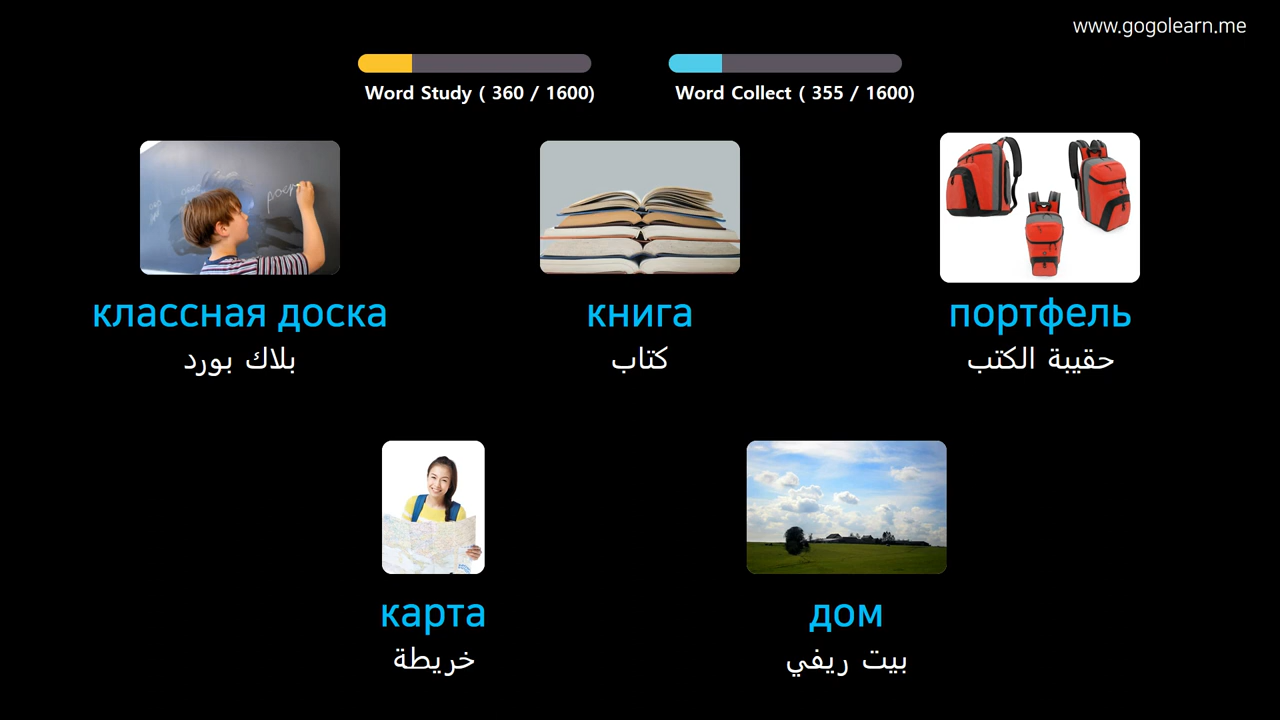 www.gogolearn.me
Word Study ( 360 / 1600)
Word Collect ( 355 / 1600)
классная доска
بلاك بورد
книга
كتاب
портфель
حقيبة الكتب
карта
خريطة
дом
بيت ريفي